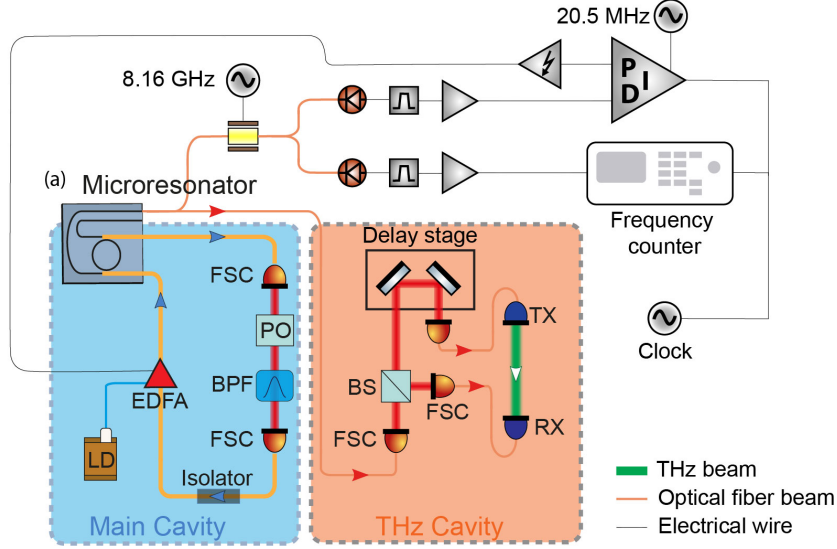 20.5 MHz
8.16 GHz
P
I
D
(a)
Microresonator
Frequency
counter
Delay stage
FSC
TX
Clock
PO
BPF
BS
FSC
EDFA
FSC
FSC
RX
LD
Isolator
THz beam
Optical fiber beam
Electrical wire
Main Cavity
THz Cavity